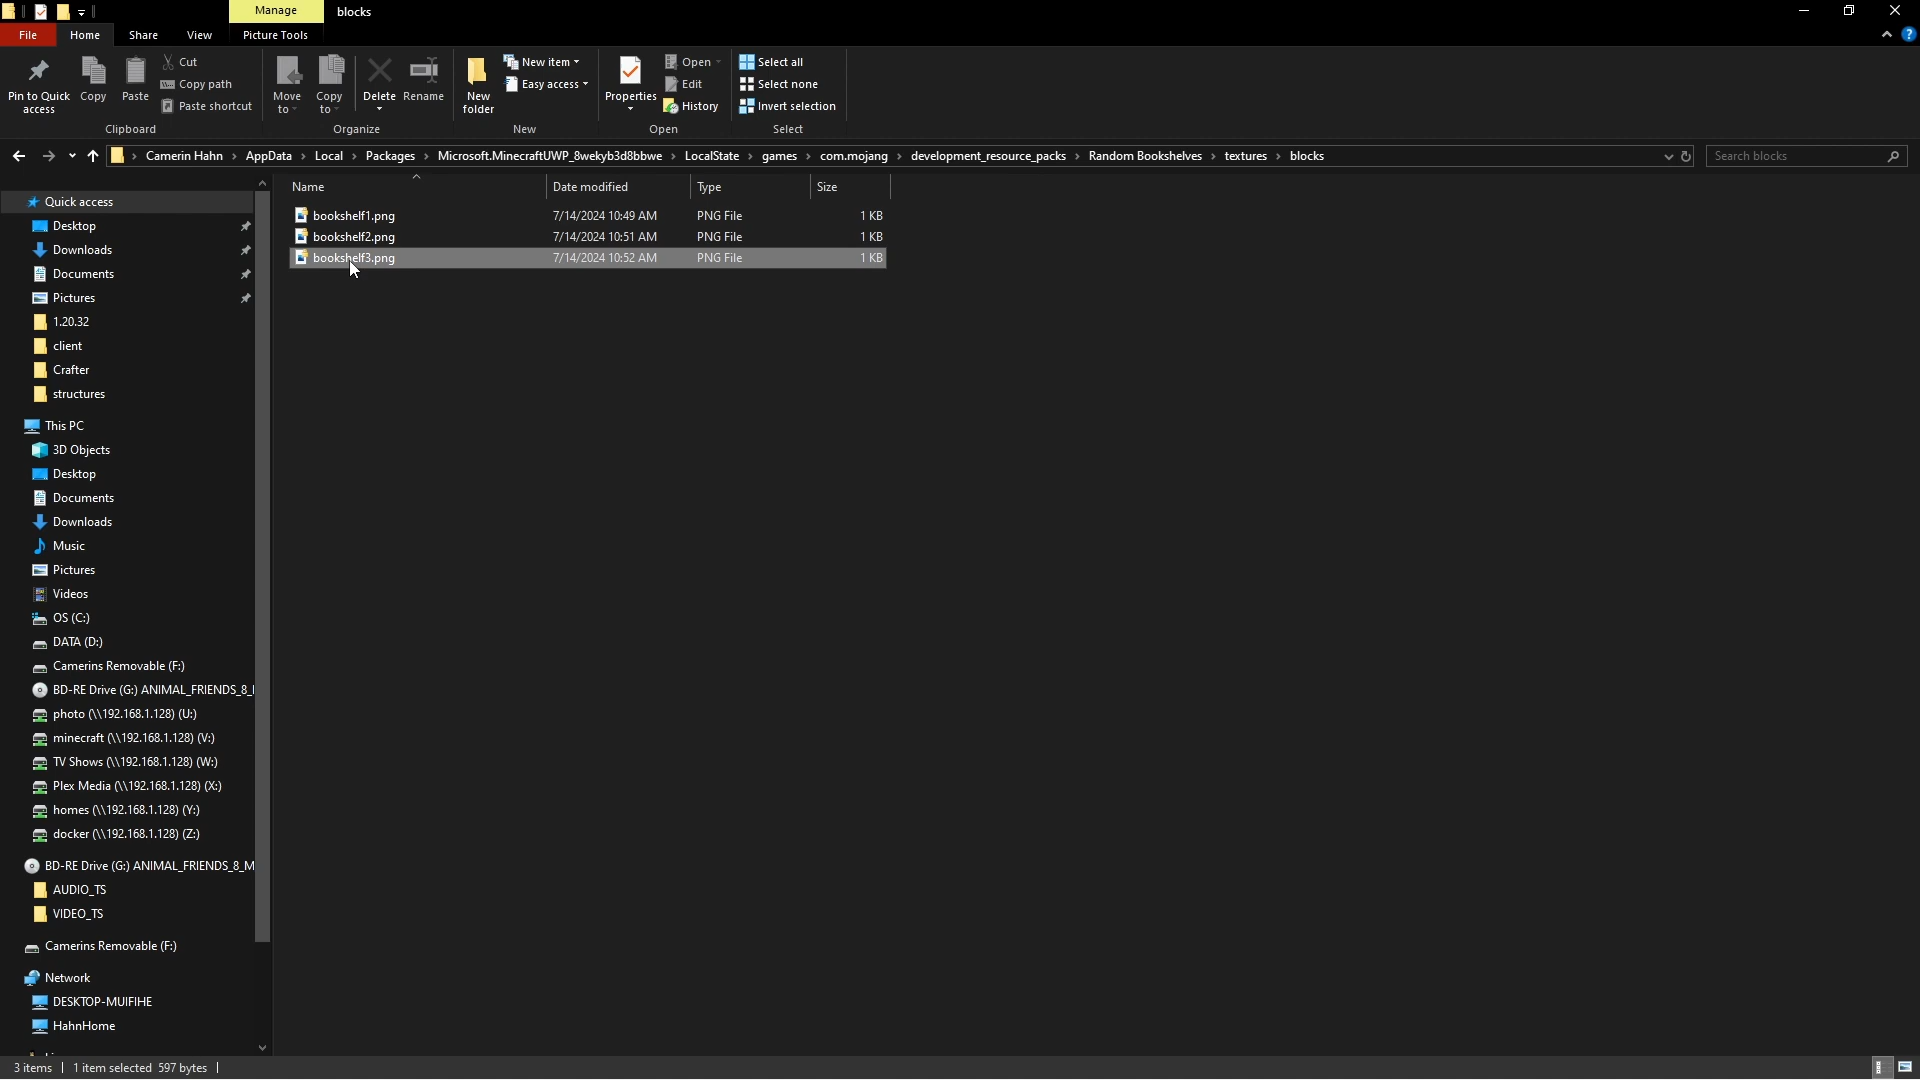 Manage blocks
File Home Share View Picture Tools
Pin to Quick access Copy Paste Cut Copy path Paste shortcut Move to Copy to Delete Rename New folder New item Easy access Properties Open Edit History Select all Select none Invert selection
Clipboard Organize New Open Select
Camerin Hahn › AppData › Local › Packages › Microsoft.MinecraftUWP_8wekyb3d8bbwe › LocalState › games › com.mojang › development_resource_packs › Random Bookshelves › textures › blocks Search blocks
Name Date modified Type Size
bookshelf1.png 7/14/2024 10:49 AM PNG File 1 KB
bookshelf2.png 7/14/2024 10:51 AM PNG File 1 KB
bookshelf3.png 7/14/2024 10:52 AM PNG File 1 KB
Quick access
Desktop
Downloads
Documents
Pictures
1.20.32
client
Crafter
structures
This PC
3D Objects
Desktop
Documents
Downloads
Music
Pictures
Videos
OS (C:)
DATA (D:)
Camerins Removable (F:)
BD-RE Drive (G:) ANIMAL_FRIENDS_8_
photo (\\192.168.1.128) (U:)
minecraft (\\192.168.1.128) (V:)
TV Shows (\\192.168.1.128) (W:)
Plex Media (\\192.168.1.128) (X:)
homes (\\192.168.1.128) (Y:)
docker (\\192.168.1.128) (Z:)
BD-RE Drive (G:) ANIMAL_FRIENDS_8_M
AUDIO_TS
VIDEO_TS
Camerins Removable (F:)
Network
DESKTOP-MUIFIHE
HahnHome
3 items 1 item selected 597 bytes